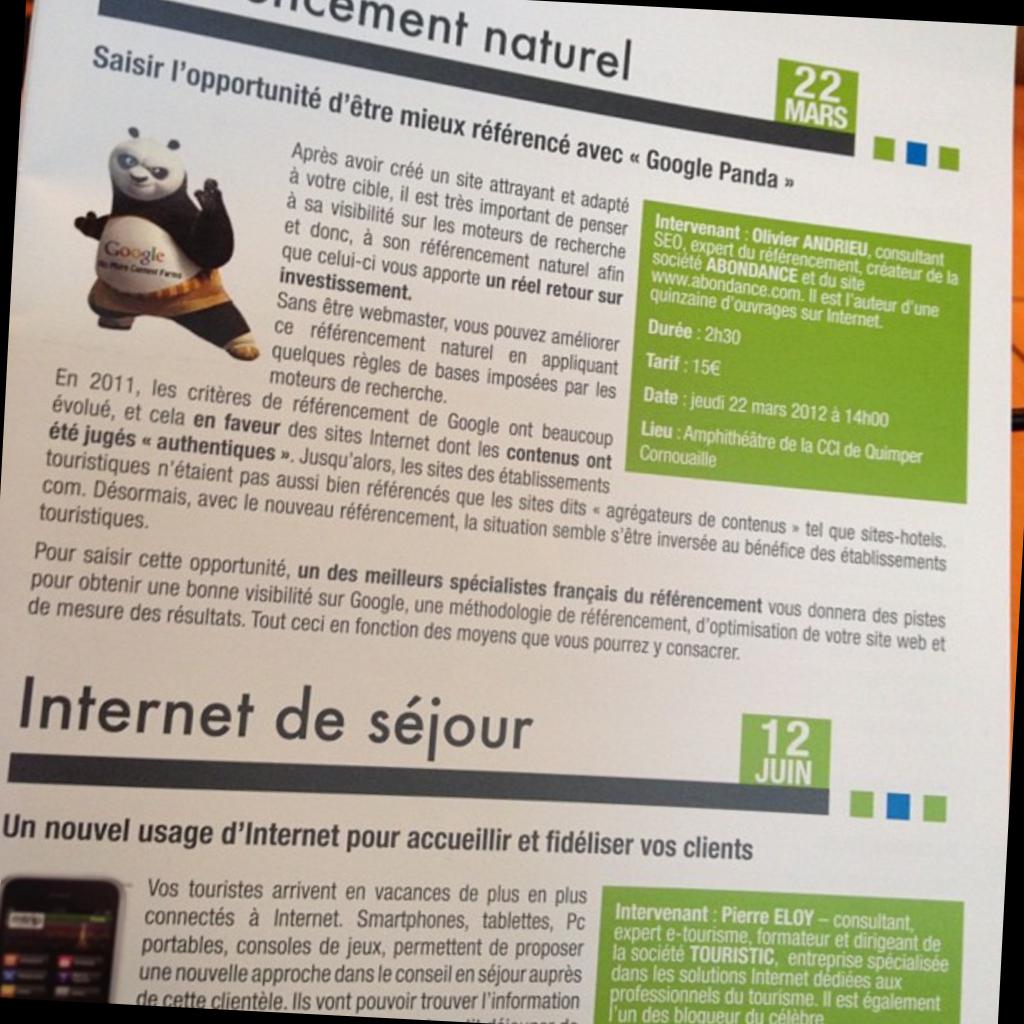 naturel
22
MARS
Saisir l'opportunité d'être mieux référencé avec « Google Panda »
Google
No More Content Farms
Après avoir créé un site attrayant et adapté
à votre cible, il est très important de penser
à sa visibilité sur les moteurs de recherche
et donc, à son référencement naturel afin
que celui-ci vous apporte un réel retour sur
investissement.
Sans être webmaster, vous pouvez améliorer
ce référencement naturel en appliquant
quelques règles de bases imposées par les
moteurs de recherche.
Intervenant : Olivier ANDRIEU, consultant
SEO, expert du référencement, créateur de la
société ABONDANCE et du site
www.abondance.com. Il est l'auteur d'une
quinzaine d'ouvrages sur Internet.
Durée : 2h30
Tarif : 15€
Date : jeudi 22 mars 2012 à 14h00
Lieu : Amphithéâtre de la CCI de Quimper
Cornouaille
En 2011, les critères de référencement de Google ont beaucoup
évolué, et cela en faveur des sites Internet dont les contenus ont
été jugés « authentiques ». Jusqu'alors, les sites des établissements
touristiques n'étaient pas aussi bien référencés que les sites dits « agrégateurs de contenus » tel que sites-hotels.
com. Désormais, avec le nouveau référencement, la situation semble s'être inversée au bénéfice des établissements
touristiques.
Pour saisir cette opportunité, un des meilleurs spécialistes français du référencement vous donnera des pistes
pour obtenir une bonne visibilité sur Google, une méthodologie de référencement, d'optimisation de votre site web et
de mesure des résultats. Tout ceci en fonction des moyens que vous pourrez y consacrer.
Internet de séjour
12
JUIN
Un nouvel usage d'Internet pour accueillir et fidéliser vos clients
Vos touristes arrivent en vacances de plus en plus
connectés à Internet. Smartphones, tablettes, Pc
portables, consoles de jeux, permettent de proposer
une nouvelle approche dans le conseil en séjour auprès
de cette clientèle. Ils vont pouvoir trouver l'information
Intervenant : Pierre ELOY – consultant,
expert e-tourisme, formateur et dirigeant de
la société TOURISTIC, entreprise spécialisée
dans les solutions Internet dédiées aux
professionnels du tourisme. Il est également
l'un des blogueur du célèbre